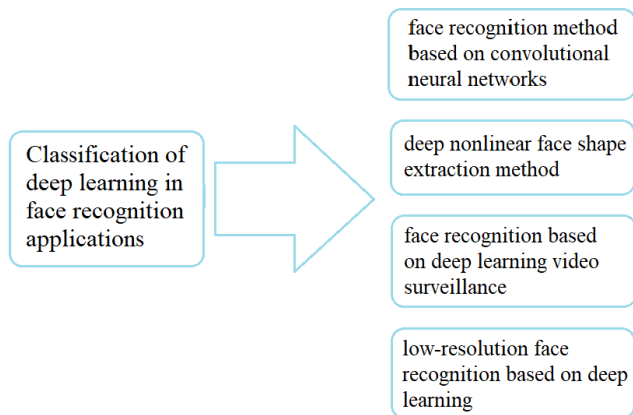 Classification of
deep learning in
face recognition
applications
face recognition method
based on convolutional
neural networks
deep nonlinear face shape
extraction method
face recognition based
on deep learning video
surveillance
low-resolution face
recognition based on deep
learning